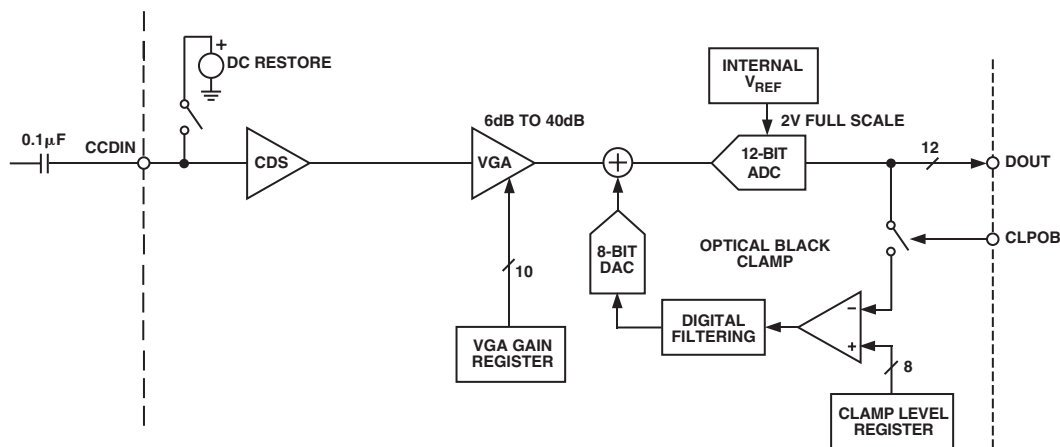 +
DC RESTORE
INTERNAL
VREF
0.1μF
CCDIN
CDS
6dB TO 40dB
VGA
+
2V FULL SCALE
12-BIT
ADC
12
DOUT
8-BIT
DAC
OPTICAL BLACK
CLAMP
CLPOB
10
VGA GAIN
REGISTER
DIGITAL
FILTERING
–
+
8
CLAMP LEVEL
REGISTER